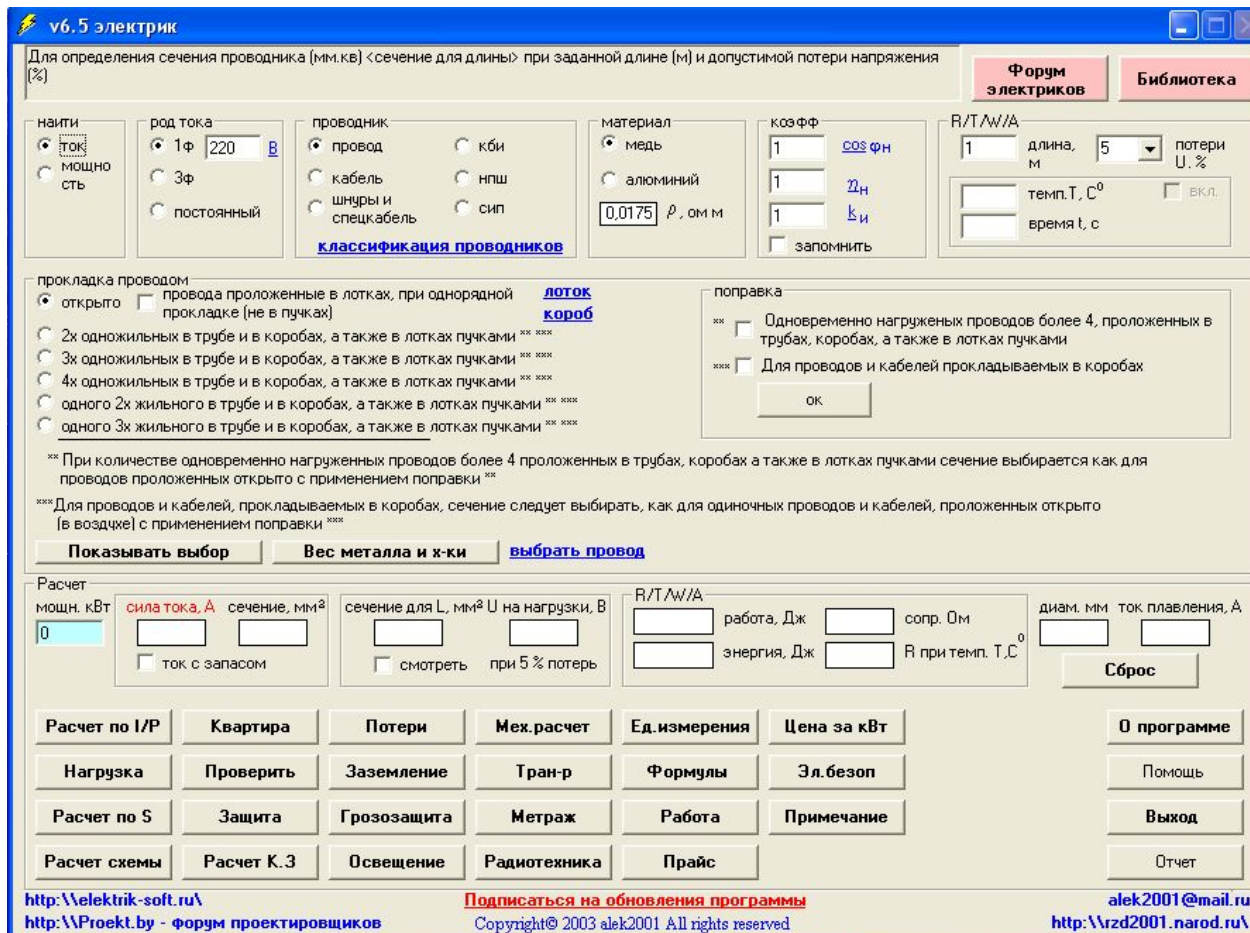 v6.5 электрик
Для определения сечения проводника (мм.кв) <сечение для длины> при заданной длине (м) и допустимой потери напряжения
(%)
Форум
электриков
Библиотека
найти
ток
мощно
сть
род тока
1ф 220 В
3ф
постоянный
проводник
провод
кби
кабель
нпш
шнуры и
спецкабель
сип
классификация проводников
материал
медь
алюминий
0,0175 ρ, ом м
коэфф
1 cos φн
1 ηн
1 kи
запомнить
R/T/W/A
1 длина,
м
5 потери
U. %
темп.T, C⁰
вкл.
время t, с
прокладка проводом
открыто
провода проложенные в лотках, при однорядной
прокладке (не в пучках)
лоток
короб
2х одножильных в трубе и в коробах, а также в лотках пучками ** ***
3х одножильных в трубе и в коробах, а также в лотках пучками ** ***
4х одножильных в трубе и в коробах, а также в лотках пучками ** ***
одного 2х жильного в трубе и в коробах, а также в лотках пучками ** ***
одного 3х жильного в трубе и в коробах, а также в лотках пучками ** ***
поправка
** Одновременно нагруженых проводов более 4, проложенных в
трубах, коробах, а также в лотках пучками
*** Для проводов и кабелей прокладываемых в коробах
ок
** При количестве одновременно нагруженных проводов более 4 проложенных в трубах, коробах а также в лотках пучками сечение выбирается как для
проводов проложенных открыто с применением поправки **
***Для проводов и кабелей, прокладываемых в коробах, сечение следует выбирать, как для одиночных проводов и кабелей, проложенных открыто
(в воздухе) с применением поправки ***
Показывать выбор
Вес металла и х-ки
выбрать провод
Расчет
мощн. кВт
0
сила тока, А
сечение, мм²
ток с запасом
сечение для L, мм²
U на нагрузки, В
смотреть
при 5 % потерь
R/T/W/A
работа, Дж
сопр. Ом
энергия, Дж
R при темп. T,C⁰
диам. мм
ток плавления, А
Сброс
Расчет по I/P
Квартира
Потери
Мех.расчет
Ед.измерения
Цена за кВт
О программе
Нагрузка
Проверить
Заземление
Тран-р
Формулы
Эл.безоп
Помощь
Расчет по S
Защита
Грозозащита
Метраж
Работа
Примечание
Выход
Расчет схемы
Расчет К.З
Освещение
Радиотехника
Прайс
Отчет
http:\\elektrik-soft.ru\
Подписаться на обновления программы
alek2001@mail.ru
http:\\Proekt.by - форум проектировщиков
Copyright© 2003 alek2001 All rights reserved
http:\\rzd2001.narod.ru\